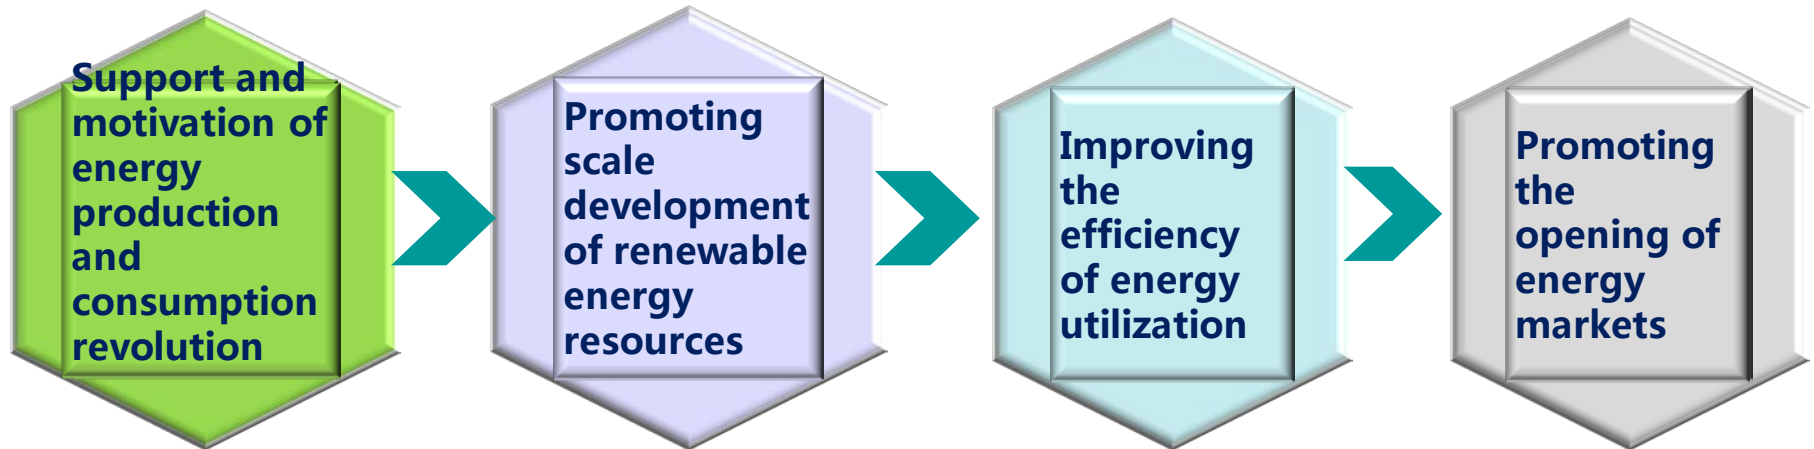 Support and
motivation of
energy
production
and
consumption
revolution
Promoting
scale
development
of renewable
energy
resources
Improving
the
efficiency
of energy
utilization
Promoting
the
opening of
energy
markets